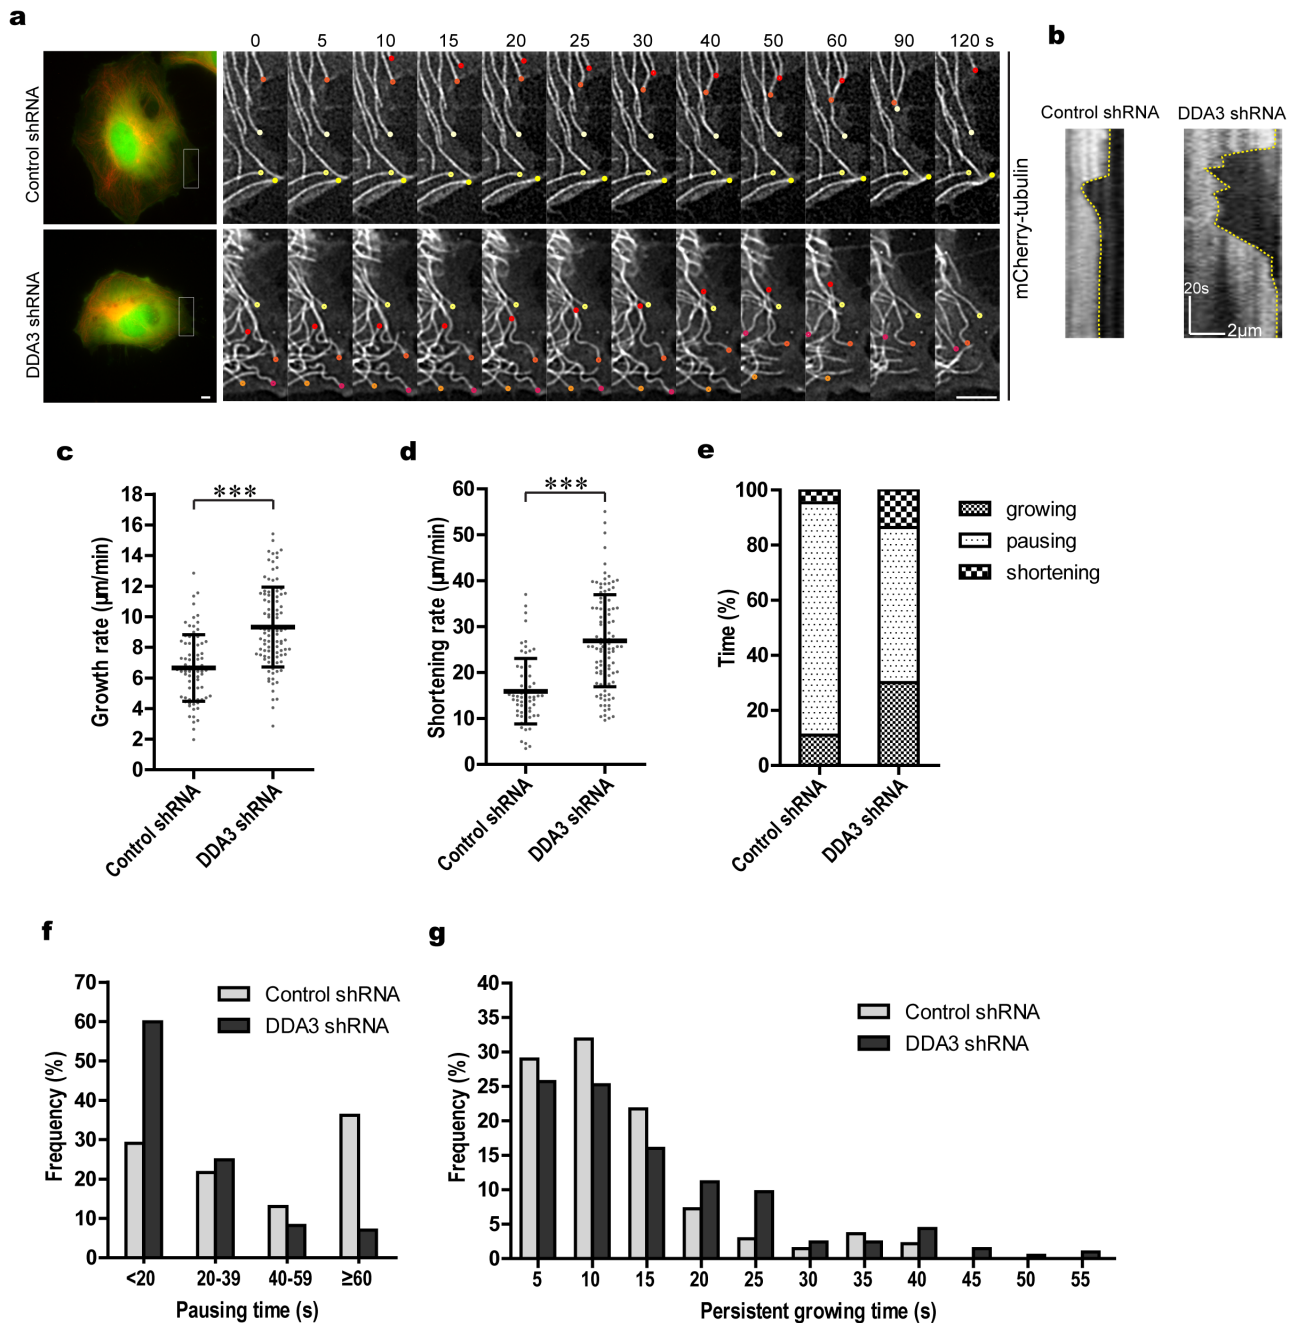 a
0 5 10 15 20 25 30 40 50 60 90 120 s
Control shRNA
DDA3 shRNA
mCherry-tubulin
b
Control shRNA DDA3 shRNA
20s
2µm
c
***
Growth rate (µm/min)
18
16
14
12
10
8
6
4
2
0
Control shRNA
DDA3 shRNA
d
***
Shortening rate (µm/min)
60
50
40
30
20
10
0
Control shRNA
DDA3 shRNA
e
Time (%)
100
80
60
40
20
0
Control shRNA
DDA3 shRNA
growing
pausing
shortening
f
Frequency (%)
70
60
50
40
30
20
10
0
Control shRNA
DDA3 shRNA
<20 20-39 40-59 ≥60
Pausing time (s)
g
Frequency (%)
40
35
30
25
20
15
10
5
0
Control shRNA
DDA3 shRNA
5 10 15 20 25 30 35 40 45 50 55
Persistent growing time (s)